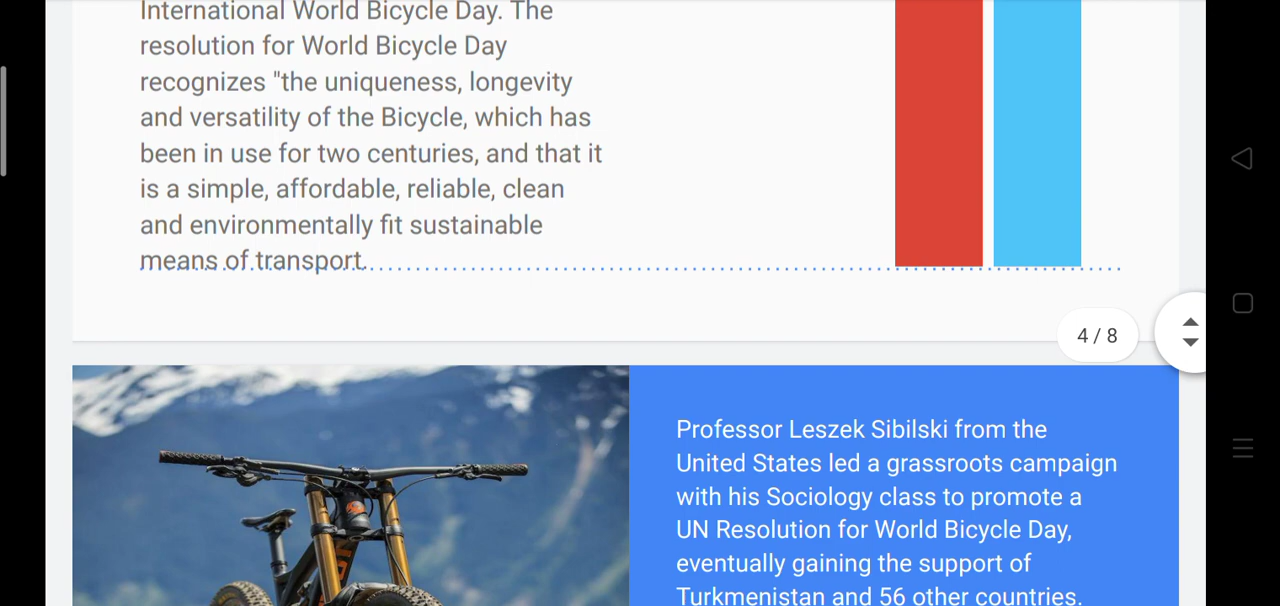 International World Bicycle Day. The
resolution for World Bicycle Day
recognizes "the uniqueness, longevity
and versatility of the Bicycle, which has
been in use for two centuries, and that it
is a simple, affordable, reliable, clean
and environmentally fit sustainable
means of transport.
4 / 8
Professor Leszek Sibilski from the
United States led a grassroots campaign
with his Sociology class to promote a
UN Resolution for World Bicycle Day,
eventually gaining the support of
Turkmenistan and 56 other countries.